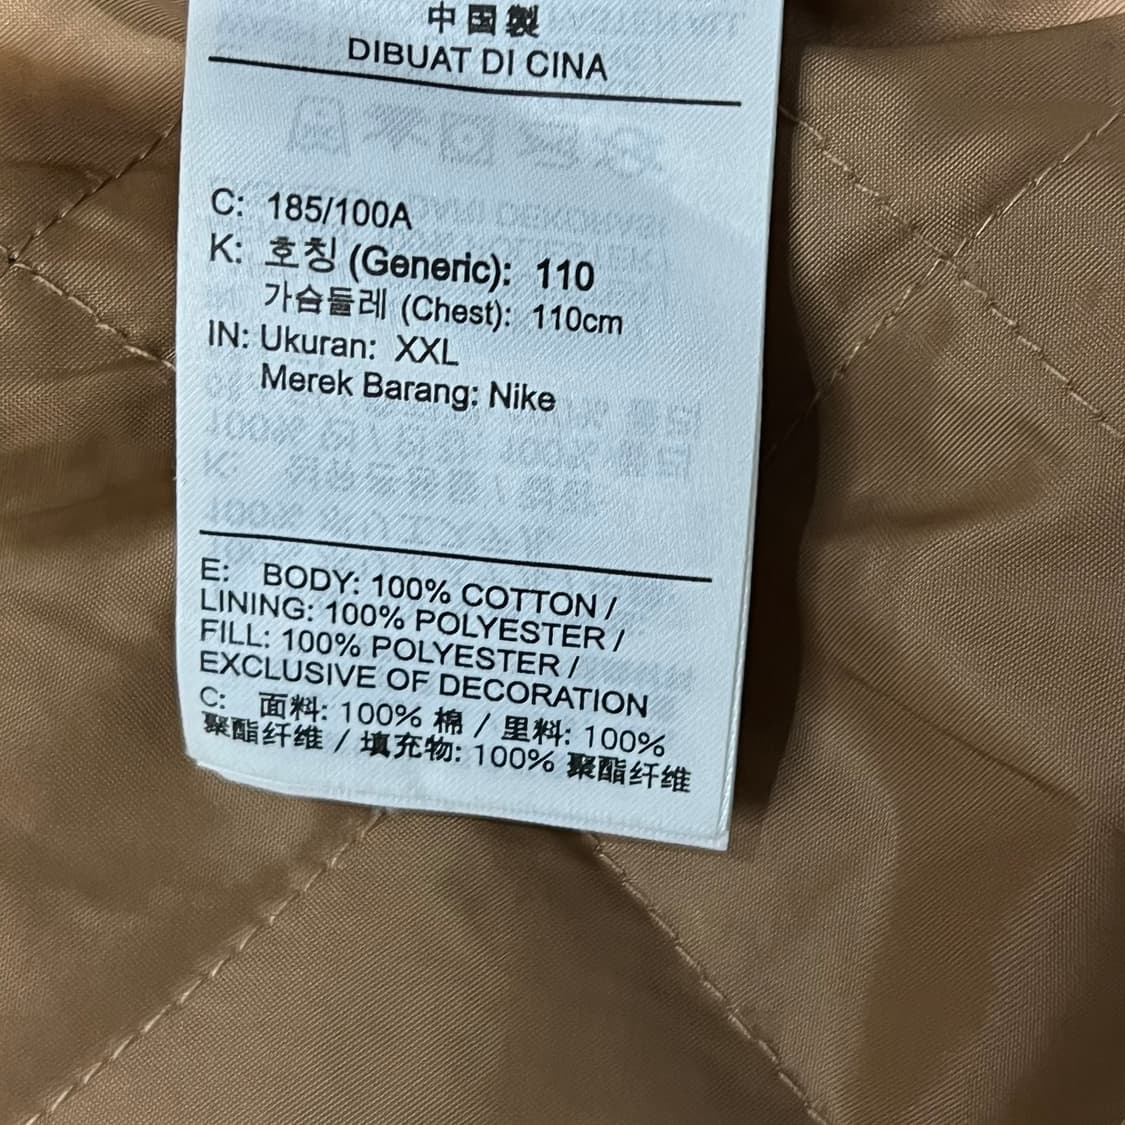 中国製
DIBUAT DI CINA
C: 185/100A
K: 호칭 (Generic): 110
가슴둘레 (Chest): 110cm
IN: Ukuran: XXL
Merek Barang: Nike
E: BODY: 100% COTTON /
LINING: 100% POLYESTER /
FILL: 100% POLYESTER /
EXCLUSIVE OF DECORATION
C: 面料: 100% 棉 / 里料: 100%
聚酯纤维 / 填充物: 100% 聚酯纤维